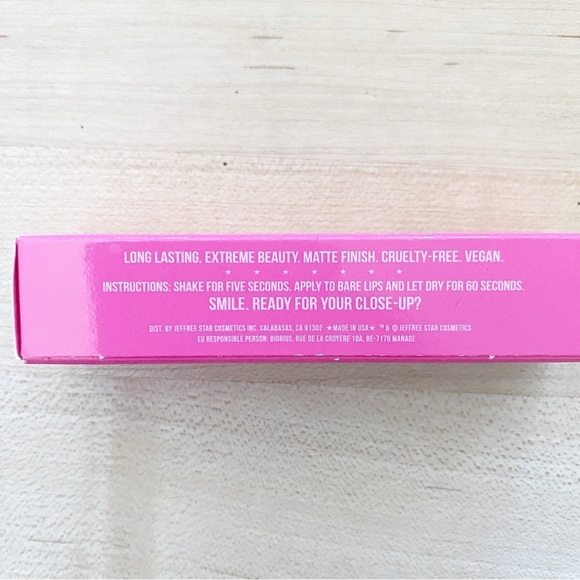 LONG LASTING. EXTREME BEAUTY. MATTE FINISH. CRUELTY-FREE. VEGAN.
★ ★ ★ ★ ★ ★ ★
INSTRUCTIONS: SHAKE FOR FIVE SECONDS. APPLY TO BARE LIPS AND LET DRY FOR 60 SECONDS.
SMILE. READY FOR YOUR CLOSE-UP?
DIST. BY JEFFREE STAR COSMETICS INC. CALABASAS, CA 91302 ★MADE IN USA★ ™ & © JEFFREE STAR COSMETICS
EU RESPONSIBLE PERSON: BIORIUS, RUE DE LA CROYERE 18A, BE-7170 MANAGE